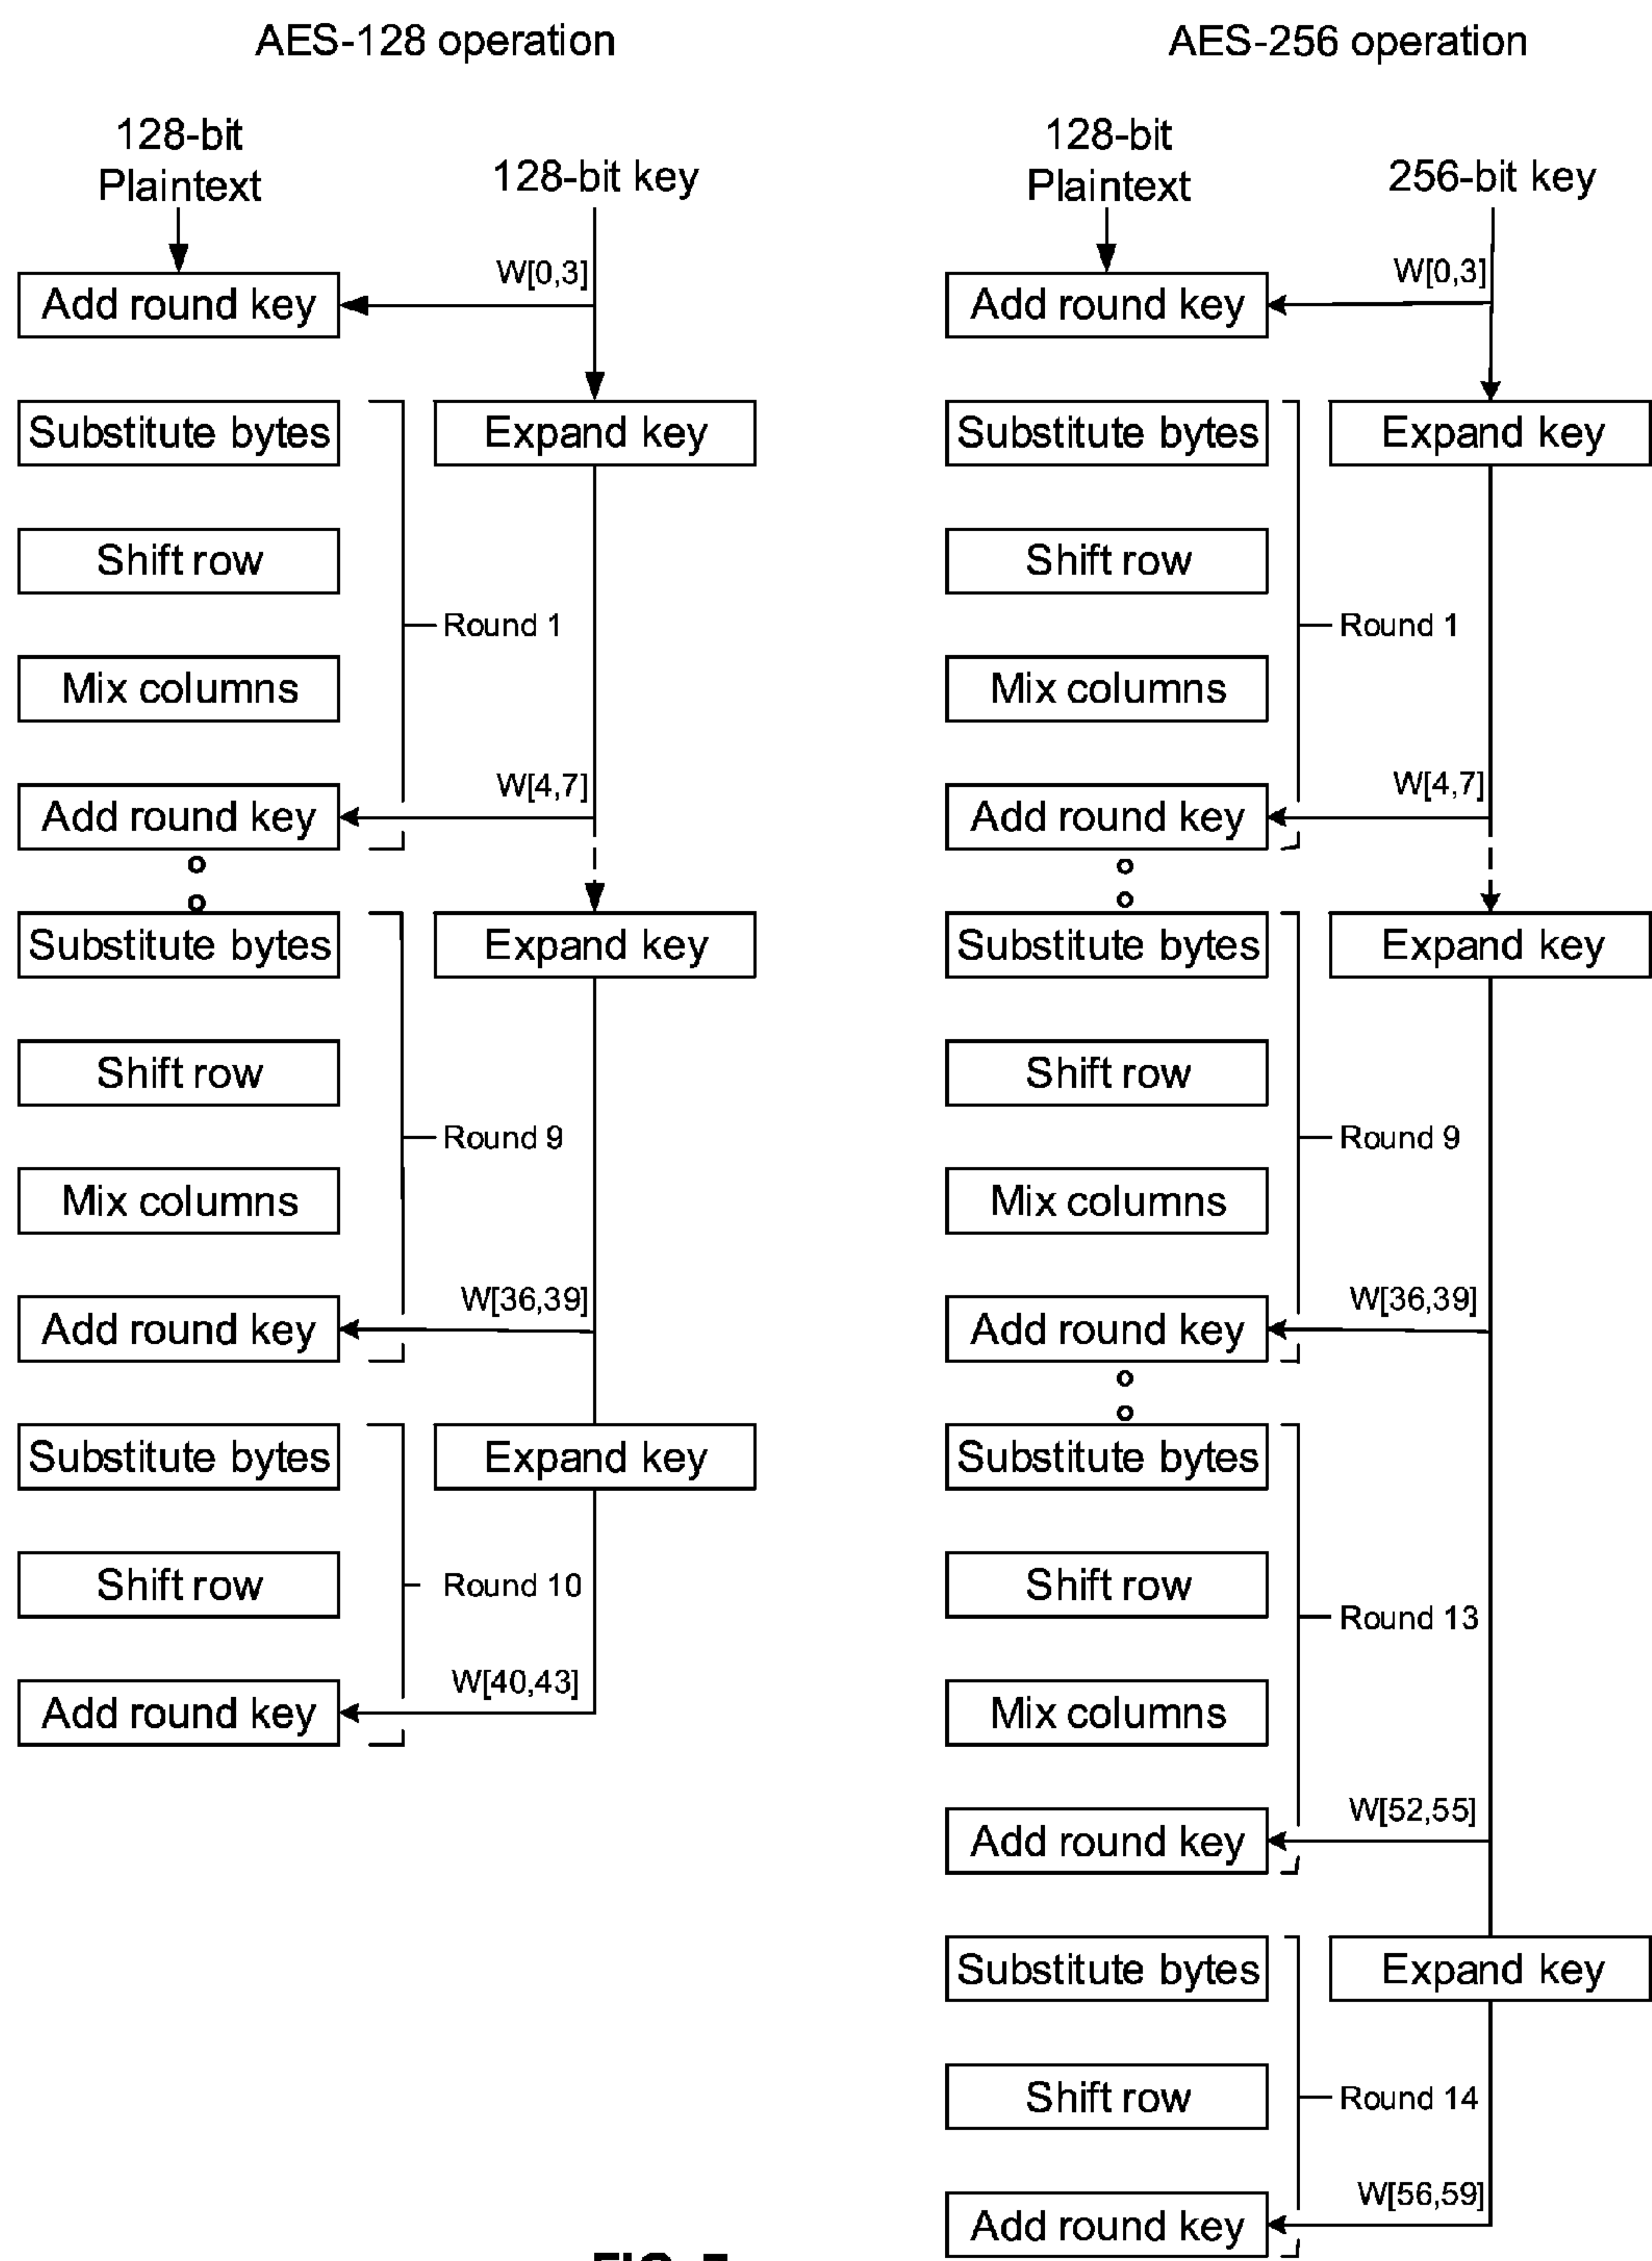 AES-128 operation
128-bit
Plaintext
128-bit key
W[0,3]
Add round key
Substitute bytes
Expand key
Shift row
Round 1
Mix columns
W[4,7]
Add round key
Substitute bytes
Expand key
Shift row
Round 9
Mix columns
W[36,39]
Add round key
Substitute bytes
Expand key
Shift row
Round 10
W[40,43]
Add round key
AES-256 operation
128-bit
Plaintext
256-bit key
W[0,3]
Add round key
Substitute bytes
Expand key
Shift row
Round 1
Mix columns
W[4,7]
Add round key
Substitute bytes
Expand key
Shift row
Round 9
Mix columns
W[36,39]
Add round key
Substitute bytes
Shift row
Round 13
Mix columns
W[52,55]
Add round key
Substitute bytes
Expand key
Shift row
Round 14
W[56,59]
Add round key